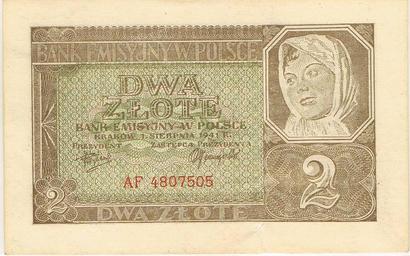 BANK EMISYJNY W POLSCE
DWA
ZŁOTE
BANK EMISYJNY W POLSCE
KRAKÓW 1. SIERPNIA 1941 R.
PREZYDENT ZASTĘPCA PREZYDENTA
AF 4807505
2 2
DWA ZŁOTE